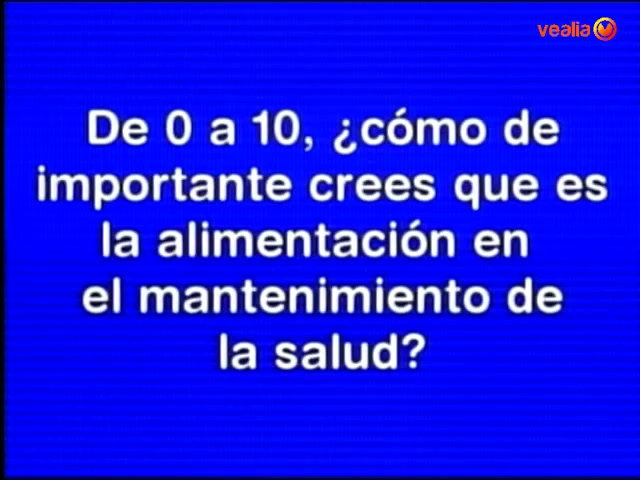 vealia
De 0 a 10, ¿cómo de
importante crees que es
la alimentación en
el mantenimiento de
la salud?